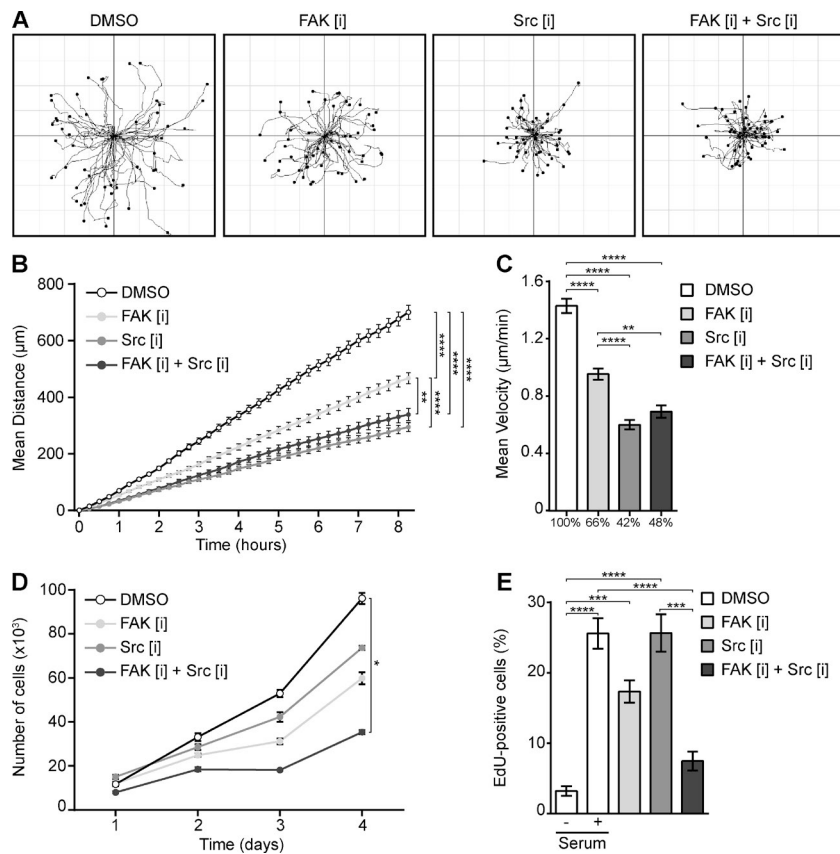 A
DMSO
FAK [i]
Src [i]
FAK [i] + Src [i]
B
800
600
400
200
0
Mean Distance (µm)
DMSO
FAK [i]
Src [i]
FAK [i] + Src [i]
****
**
****
****
****
0 1 2 3 4 5 6 7 8
Time (hours)
C
1.6
1.2
0.8
0.4
0
Mean Velocity (µm/min)
****
****
****
**
****
100% 66% 42% 48%
DMSO
FAK [i]
Src [i]
FAK [i] + Src [i]
D
100
80
60
40
20
0
Number of cells (x10³)
DMSO
FAK [i]
Src [i]
FAK [i] + Src [i]
*
1 2 3 4
Time (days)
E
30
20
10
0
EdU-positive cells (%)
****
****
***
****
***
- +
Serum
DMSO
FAK [i]
Src [i]
FAK [i] + Src [i]